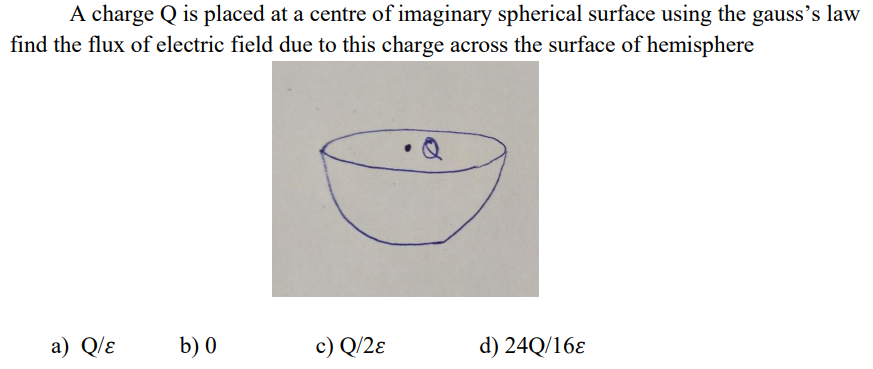 A charge Q is placed at a centre of imaginary spherical surface using the gauss’s law
find the flux of electric field due to this charge across the surface of hemisphere
Q
a) Q/ε b) 0 c) Q/2ε d) 24Q/16ε